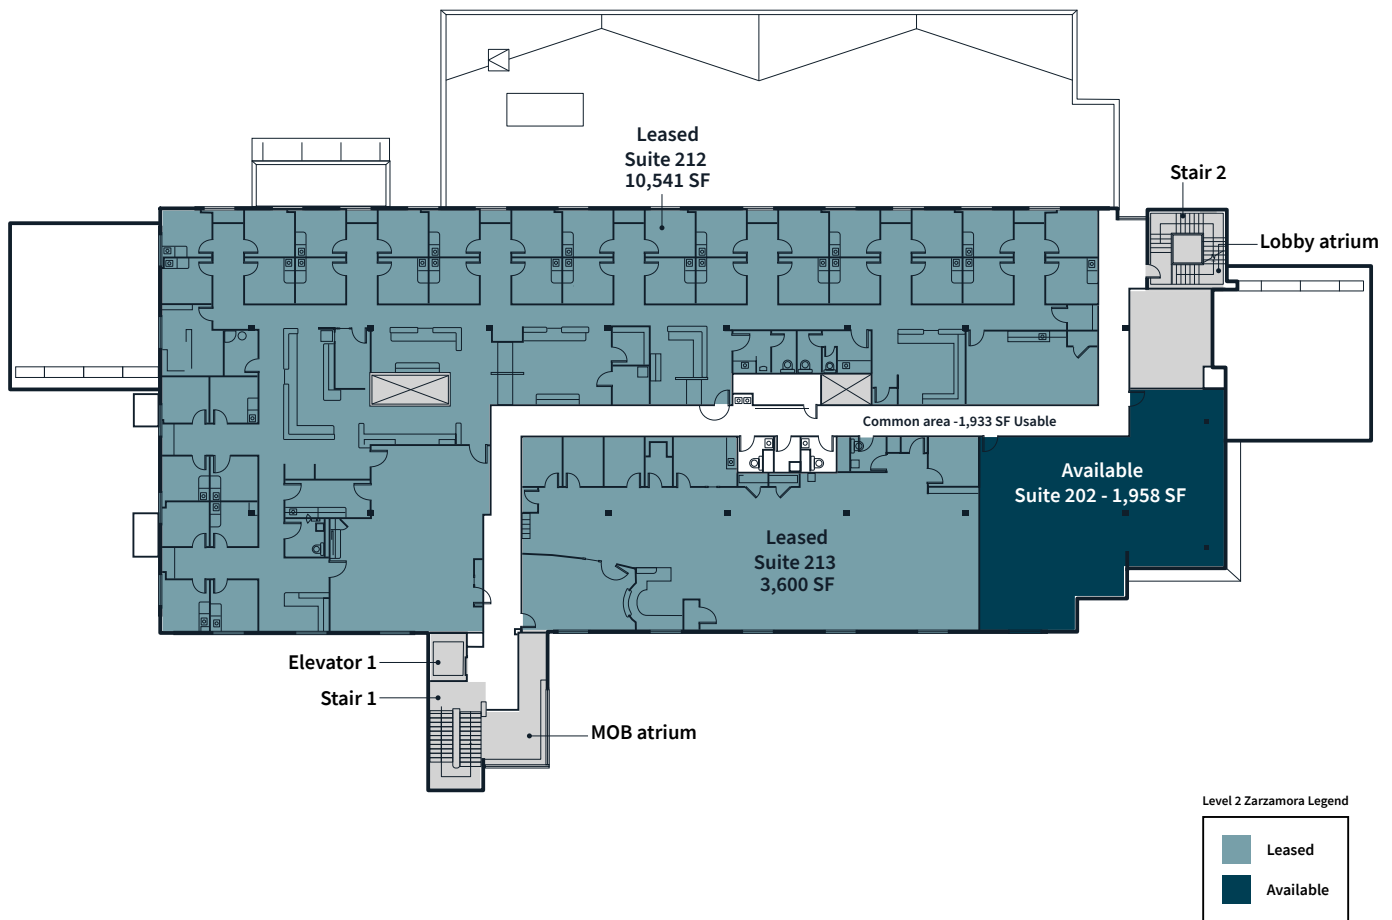 Leased
Suite 212
10,541 SF
Stair 2
Lobby atrium
Common area -1,933 SF Usable
Available
Suite 202 - 1,958 SF
Leased
Suite 213
3,600 SF
Elevator 1
Stair 1
MOB atrium
Level 2 Zarzamora Legend
Leased
Available